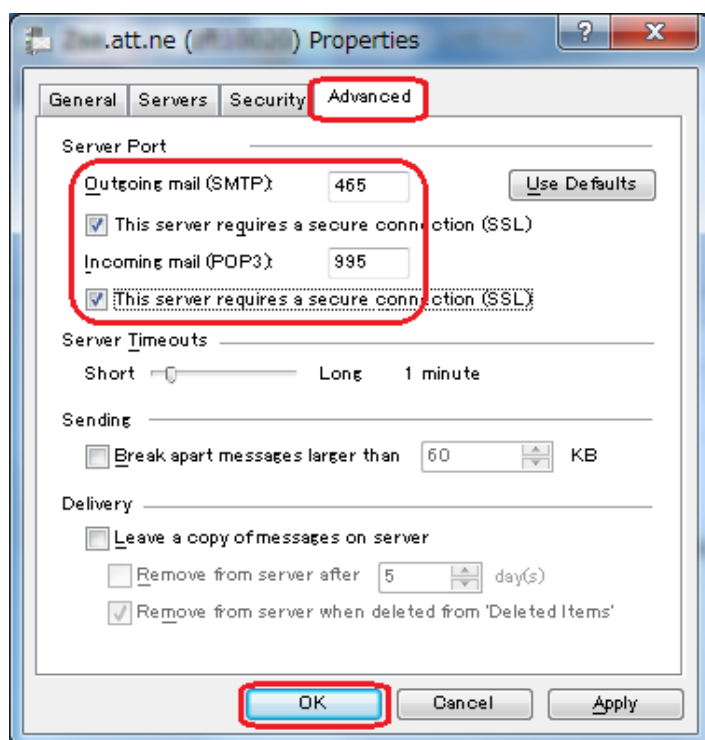 .att.ne ( ) Properties
General Servers Security Advanced
Server Port
Outgoing mail (SMTP): 465 Use Defaults
This server requires a secure connection (SSL)
Incoming mail (POP3): 995
This server requires a secure connection (SSL)
Server Timeouts
Short Long 1 minute
Sending
Break apart messages larger than 60 KB
Delivery
Leave a copy of messages on server
Remove from server after 5 day(s)
Remove from server when deleted from 'Deleted Items'
OK Cancel Apply